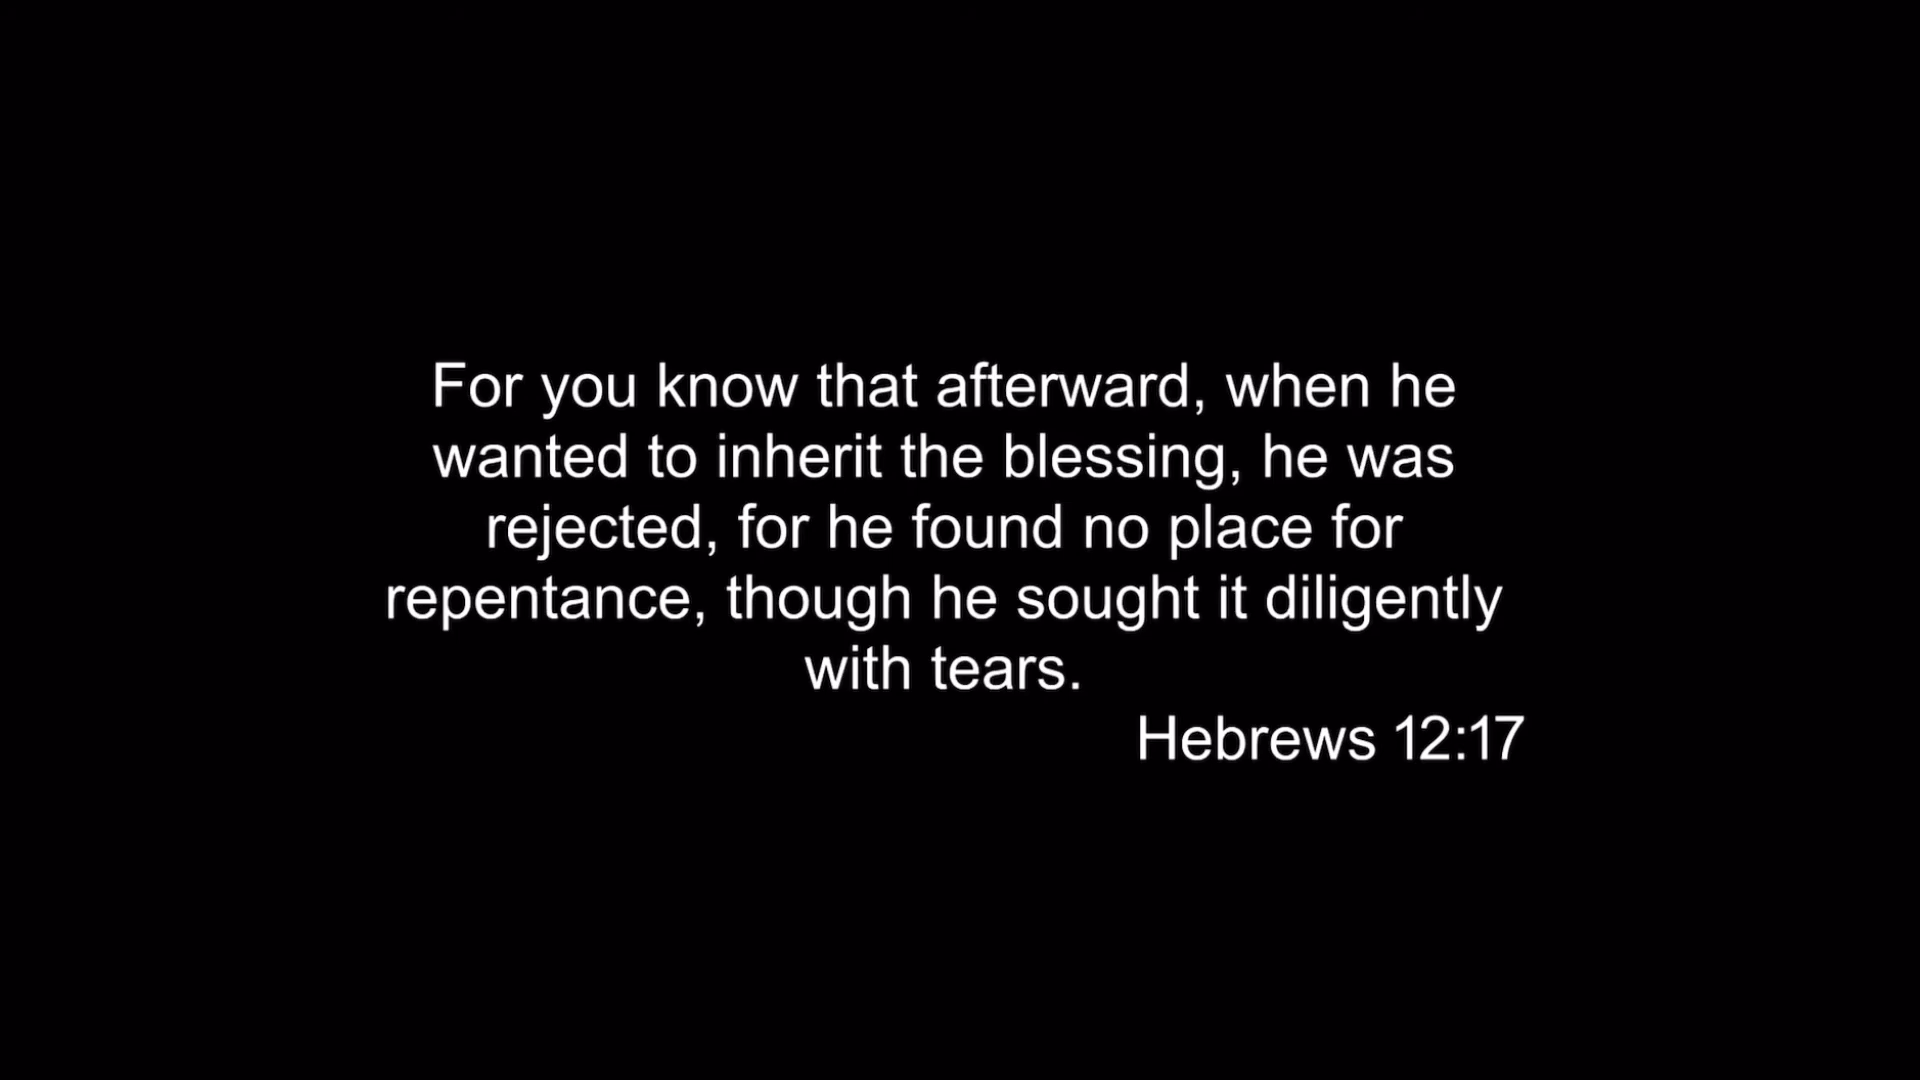 For you know that afterward, when he
wanted to inherit the blessing, he was
rejected, for he found no place for
repentance, though he sought it diligently
with tears.
Hebrews 12:17